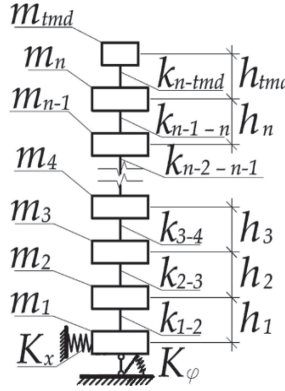 m_tmd
m_n k_n-tmd h_tmd
m_n-1 k_n-1-n h_n
m_4 k_n-2-n-1
m_3 k_3-4 h_3
m_2 k_2-3 h_2
m_1 k_1-2 h_1
K_x K_φ